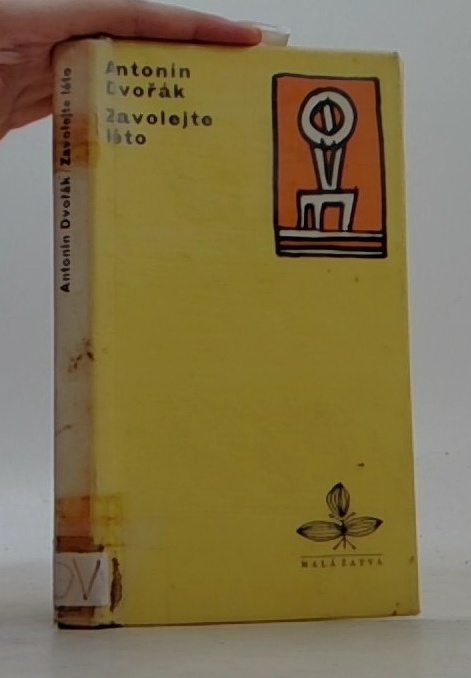 Antonín
Dvořák
Zavolejte
léto
Antonín Dvořák / Zavolejte léto
MALÁ ŽATVA
DV